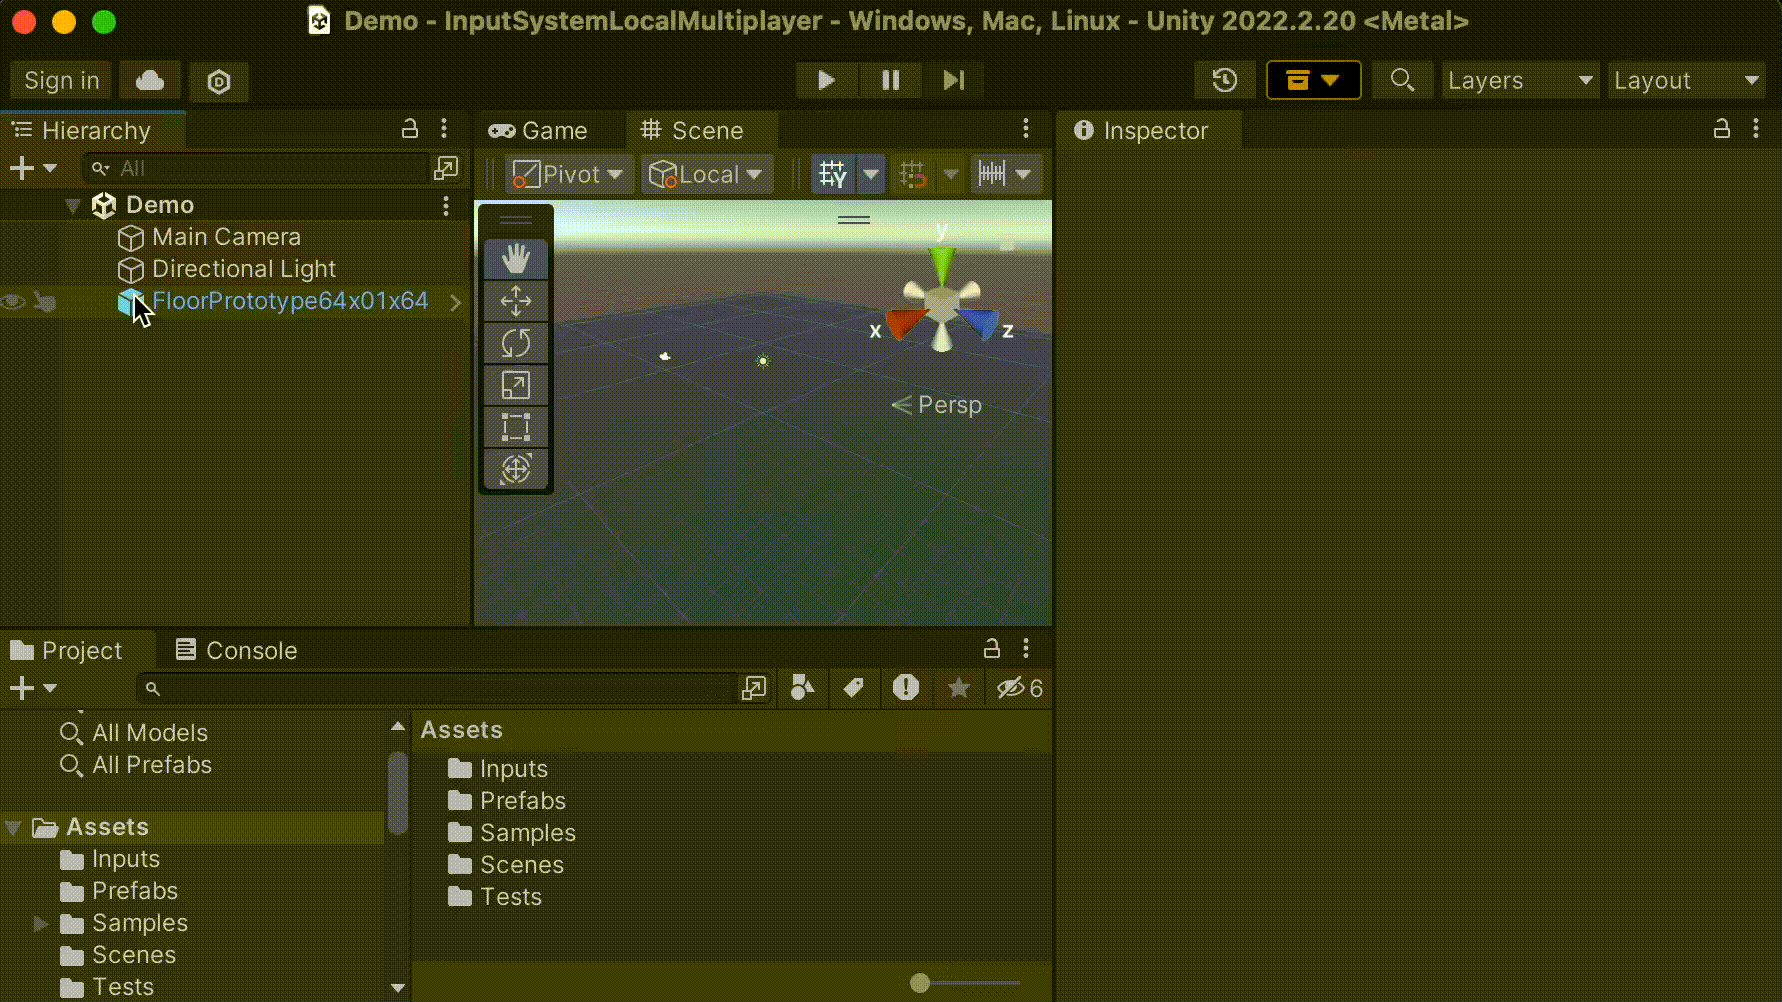 Demo - InputSystemLocalMultiplayer - Windows, Mac, Linux - Unity 2022.2.20 <Metal>
Sign in
Layers
Layout
Hierarchy
All
Demo
Main Camera
Directional Light
FloorPrototype64x01x64
Game
Scene
Pivot
Local
y
x
z
Persp
Inspector
Project
Console
6
All Models
All Prefabs
Assets
Inputs
Prefabs
Samples
Scenes
Tests
Assets
Inputs
Prefabs
Samples
Scenes
Tests